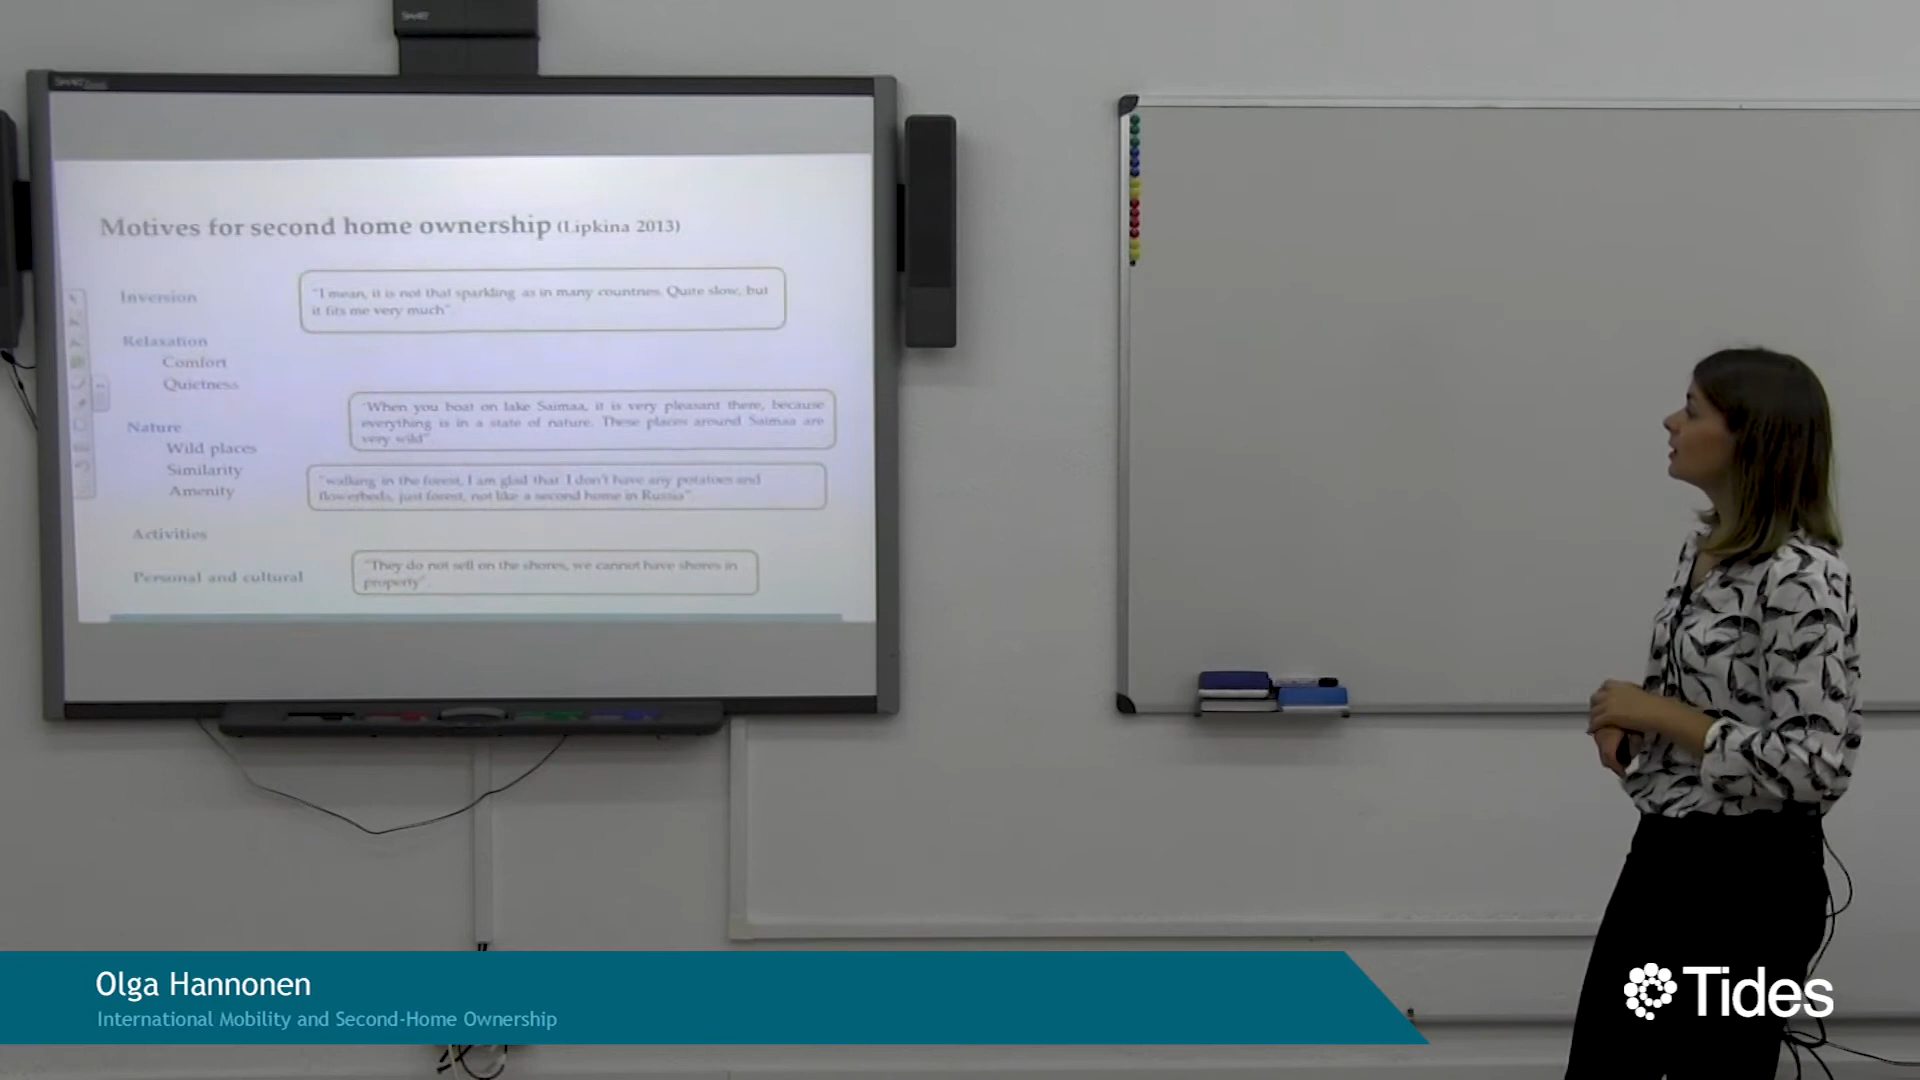 SMART
SMART
Motives for second home ownership (Lipkina 2013)
Inversion
"I mean, it is not that sparkling as in many countries. Quite slow, but
it fits me very much"
Relaxation
Comfort
Quietness
Nature
Wild places
Similarity
Amenity
"When you boat on lake Saimaa, it is very pleasant there, because
everything is in a state of nature. These places around Saimaa are
very wild"
"walking in the forest, I am glad that I don't have any potatoes and
flowerbeds, just forest, not like a second home in Russia"
Activities
Personal and cultural
"They do not sell on the shores, we cannot have shores in
property"
Olga Hannonen
International Mobility and Second-Home Ownership
Tides